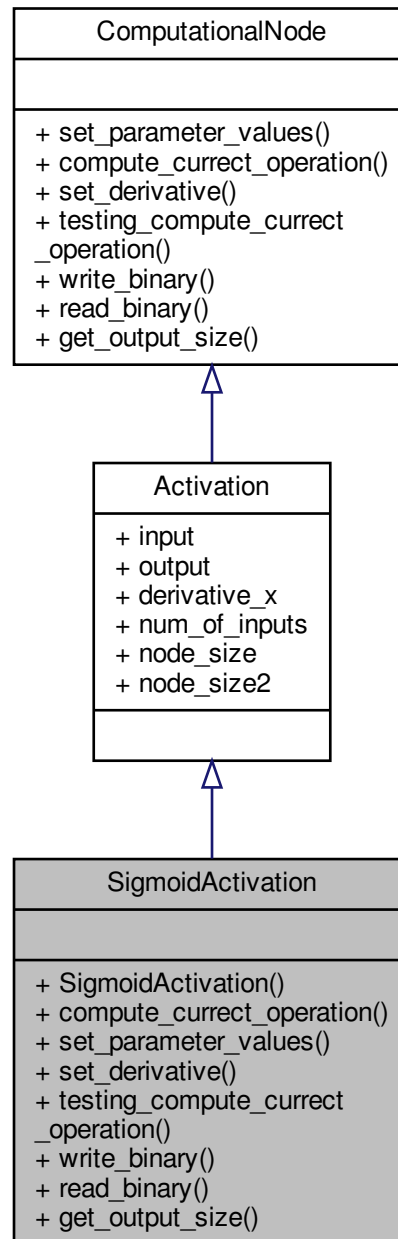 ComputationalNode
+ set_parameter_values()
+ compute_currect_operation()
+ set_derivative()
+ testing_compute_currect
_operation()
+ write_binary()
+ read_binary()
+ get_output_size()
Activation
+ input
+ output
+ derivative_x
+ num_of_inputs
+ node_size
+ node_size2
SigmoidActivation
+ SigmoidActivation()
+ compute_currect_operation()
+ set_parameter_values()
+ set_derivative()
+ testing_compute_currect
_operation()
+ write_binary()
+ read_binary()
+ get_output_size()